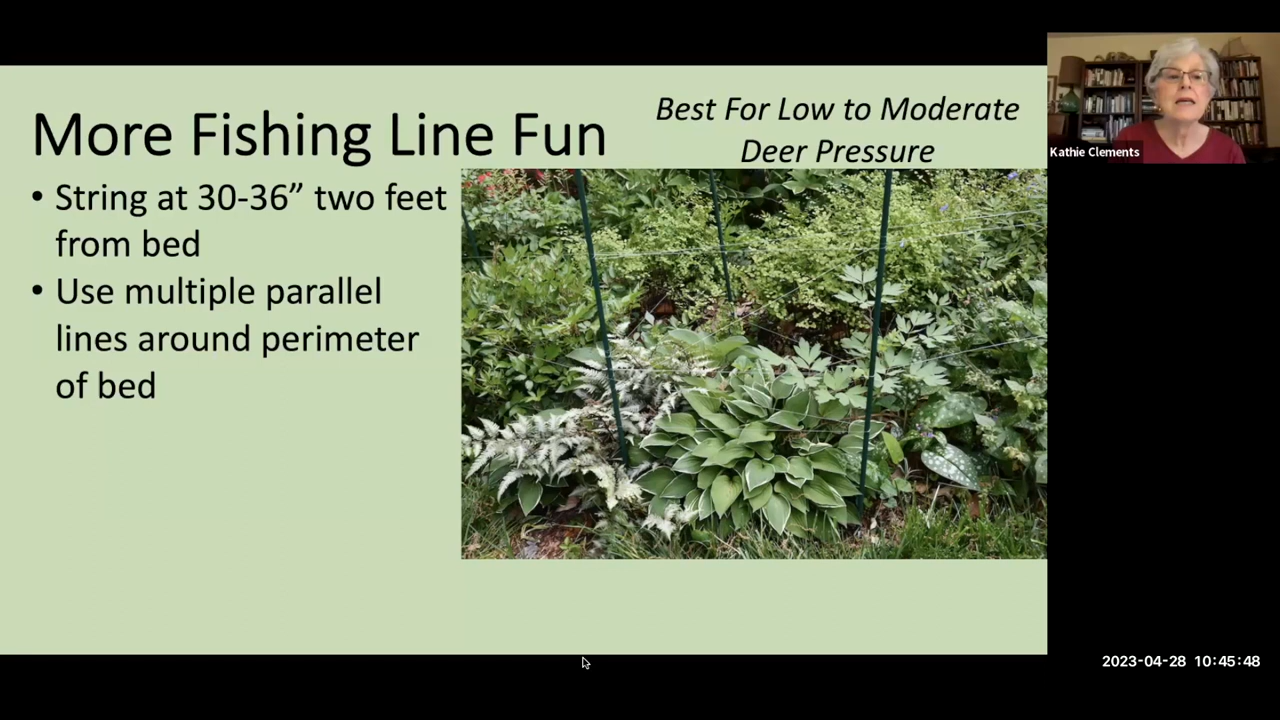 More Fishing Line Fun
Best For Low to Moderate
Deer Pressure
• String at 30-36” two feet
from bed
• Use multiple parallel
lines around perimeter
of bed
Kathie Clements
2023-04-28 10:45:48